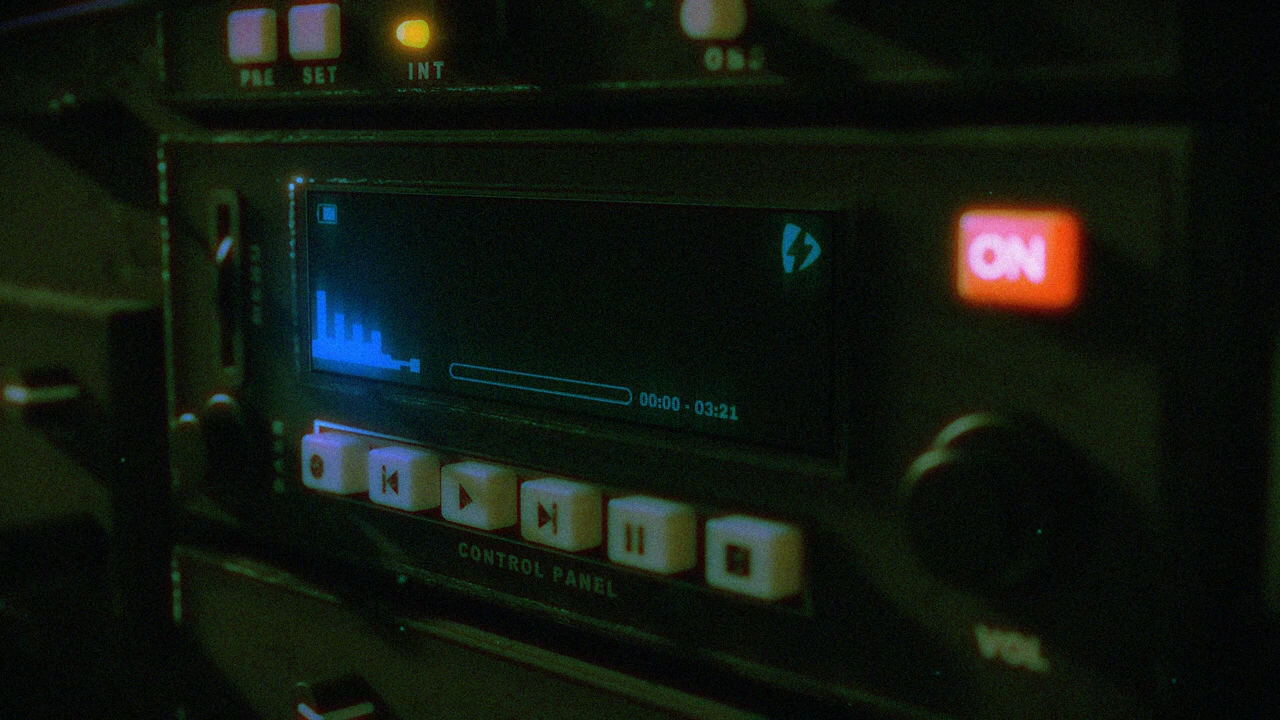 PRE SET INT
ON
00:00 - 03:21
CONTROL PANEL
VOL